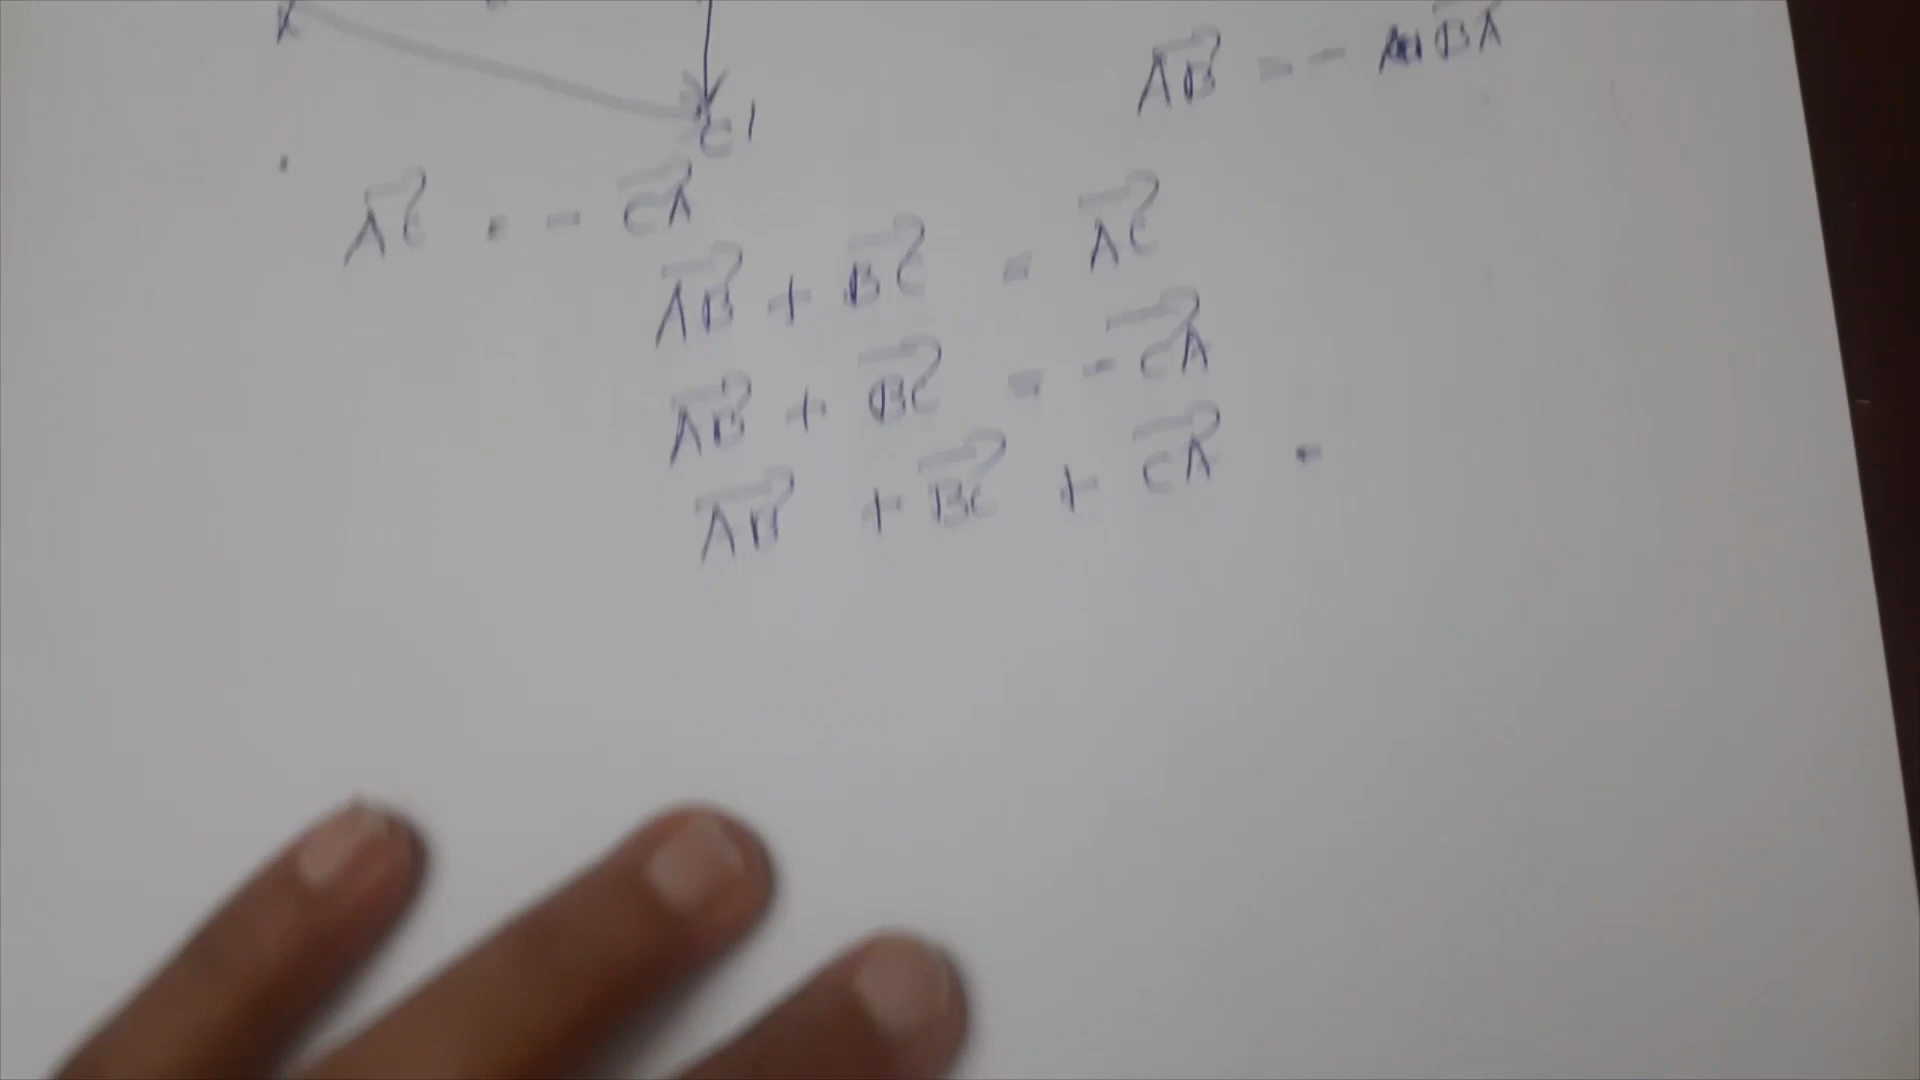 A
C
→AB = - →BA
→AC = - →CA
→AB + →BC = →AC
→AB + →BC = - →CA
→AB + →BC + →CA =